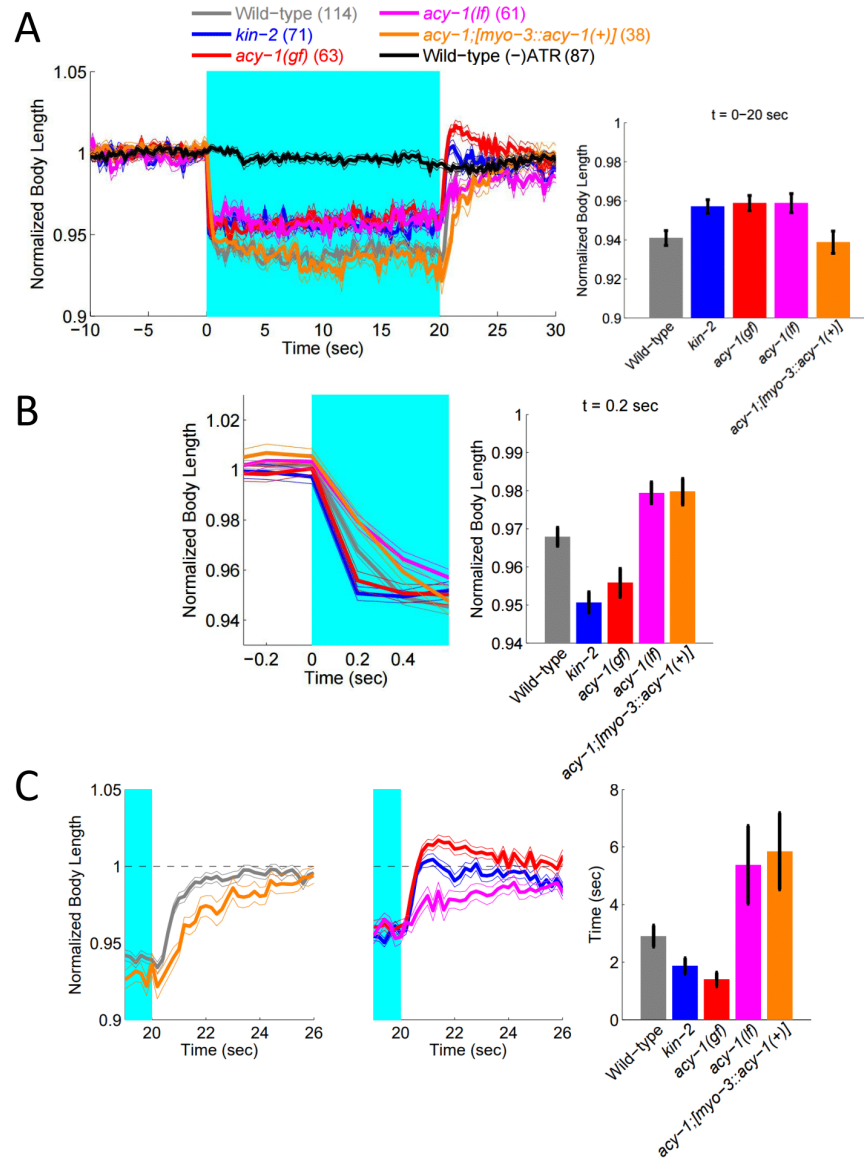 A
Wild-type (114)
kin-2 (71)
acy-1(gf) (63)
acy-1(lf) (61)
acy-1;[myo-3::acy-1(+)] (38)
Wild-type (-)ATR (87)
Normalized Body Length
1.05
1
0.95
0.9
-10
-5
0
5
10
15
20
25
30
Time (sec)
t = 0-20 sec
Normalized Body Length
1
0.98
0.96
0.94
0.92
0.9
Wild-type
kin-2
acy-1(gf)
acy-1(lf)
acy-1;[myo-3::acy-1(+)]
B
Normalized Body Length
1.02
1
0.98
0.96
0.94
-0.2
0
0.2
0.4
Time (sec)
t = 0.2 sec
Normalized Body Length
1
0.99
0.98
0.97
0.96
0.95
0.94
Wild-type
kin-2
acy-1(gf)
acy-1(lf)
acy-1;[myo-3::acy-1(+)]
C
Normalized Body Length
1.05
1
0.95
0.9
20
22
24
26
Time (sec)
20
22
24
26
Time (sec)
Time (sec)
8
6
4
2
0
Wild-type
kin-2
acy-1(gf)
acy-1(lf)
acy-1;[myo-3::acy-1(+)]